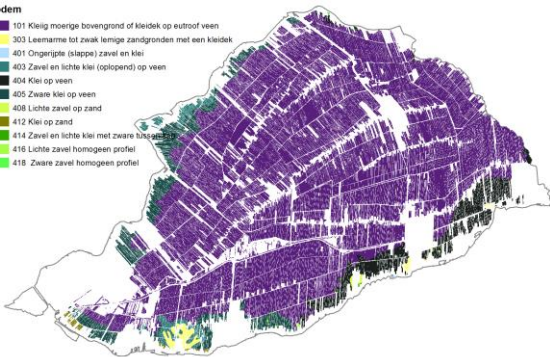 odem
101 Kleiig moerige bovengrond of kleidek op eutroof veen
303 Leemarme tot zwak lemige zandgronden met een kleidek
401 Ongerijpte (slappe) zavel en klei
403 Zavel en lichte klei (oplopend) op veen
404 Klei op veen
405 Zware klei op veen
408 Lichte zavel op zand
412 Klei op zand
414 Zavel en lichte klei met zware
416 Lichte zavel homogeen profiel
418 Zware zavel homogeen profiel